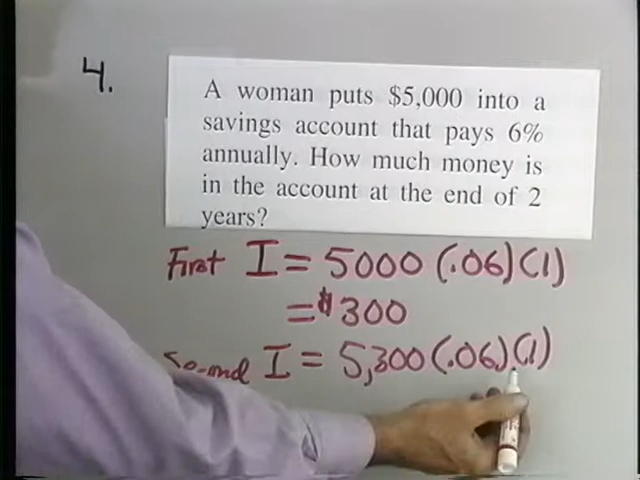 4.
A woman puts $5,000 into a
savings account that pays 6%
annually. How much money is
in the account at the end of 2
years?
First I = 5000 (.06)(1)
= $300
Second I = 5,300 (.06)(1)